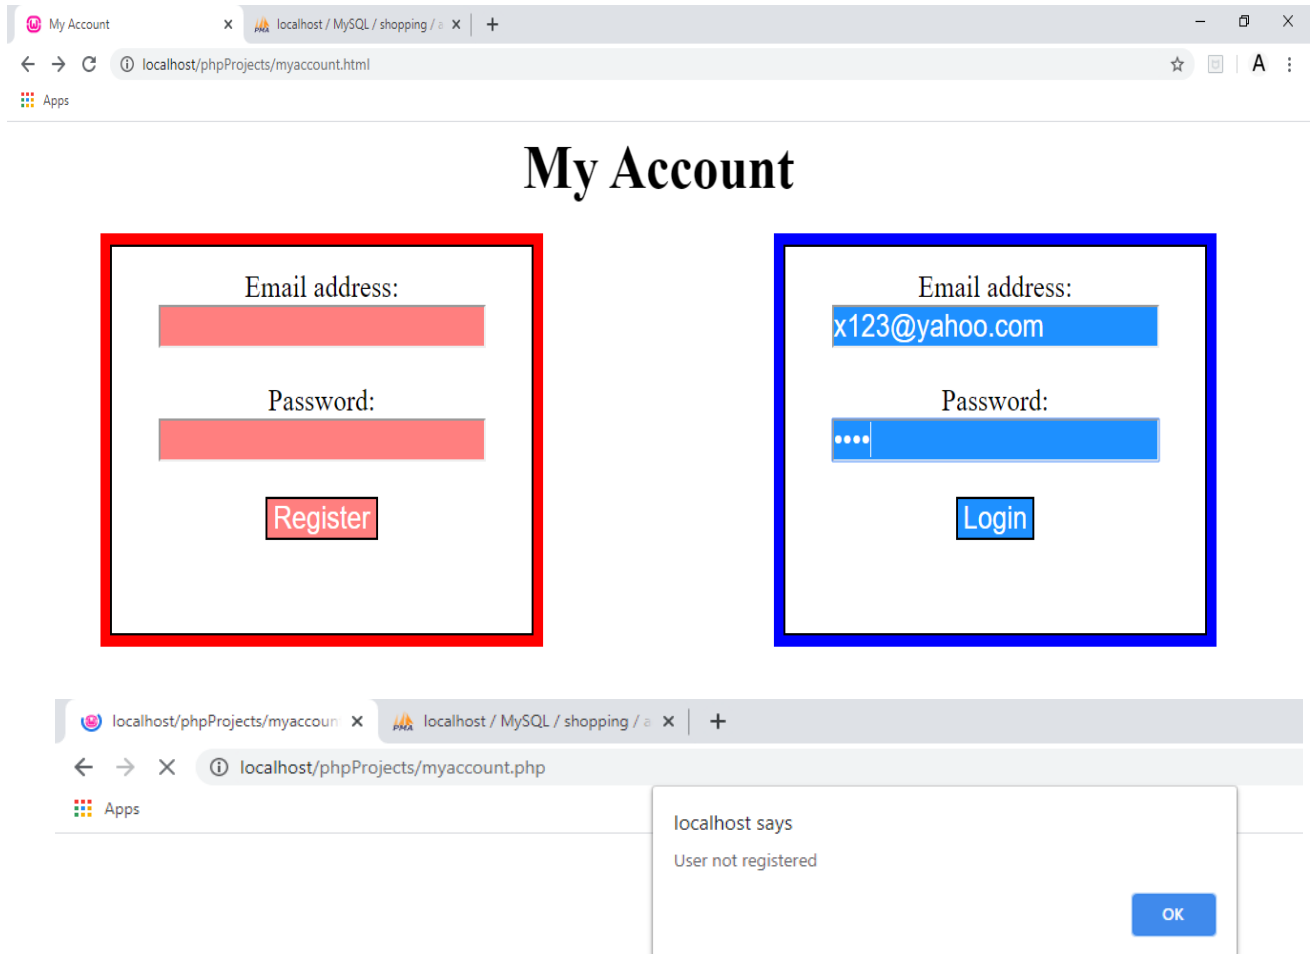 My Account
localhost / MySQL / shopping / a
localhost/phpProjects/myaccount.html
A
Apps
My Account
Email address:
Password:
Register
Email address:
x123@yahoo.com
Password:
••••
Login
localhost/phpProjects/myaccoun
PMA localhost / MySQL / shopping / a
localhost/phpProjects/myaccount.php
Apps
localhost says
User not registered
OK